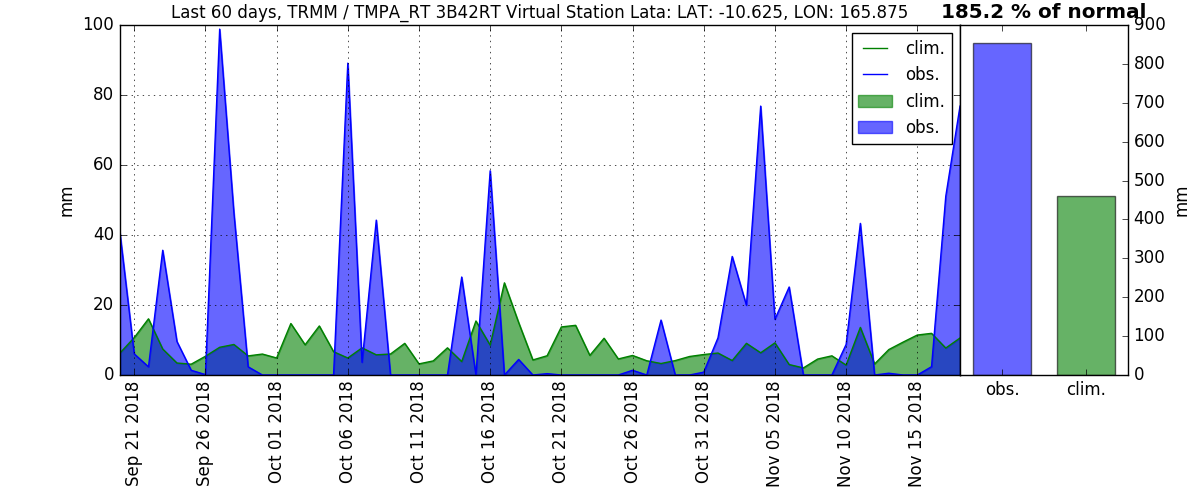 Last 60 days, TRMM / TMPA_RT 3B42RT Virtual Station Lata: LAT: -10.625, LON: 165.875
185.2 % of normal
mm
100
80
60
40
20
0
clim.
obs.
clim.
obs.
Sep 21 2018
Sep 26 2018
Oct 01 2018
Oct 06 2018
Oct 11 2018
Oct 16 2018
Oct 21 2018
Oct 26 2018
Oct 31 2018
Nov 05 2018
Nov 10 2018
Nov 15 2018
obs.
clim.
900
800
700
600
500
400
300
200
100
0
mm